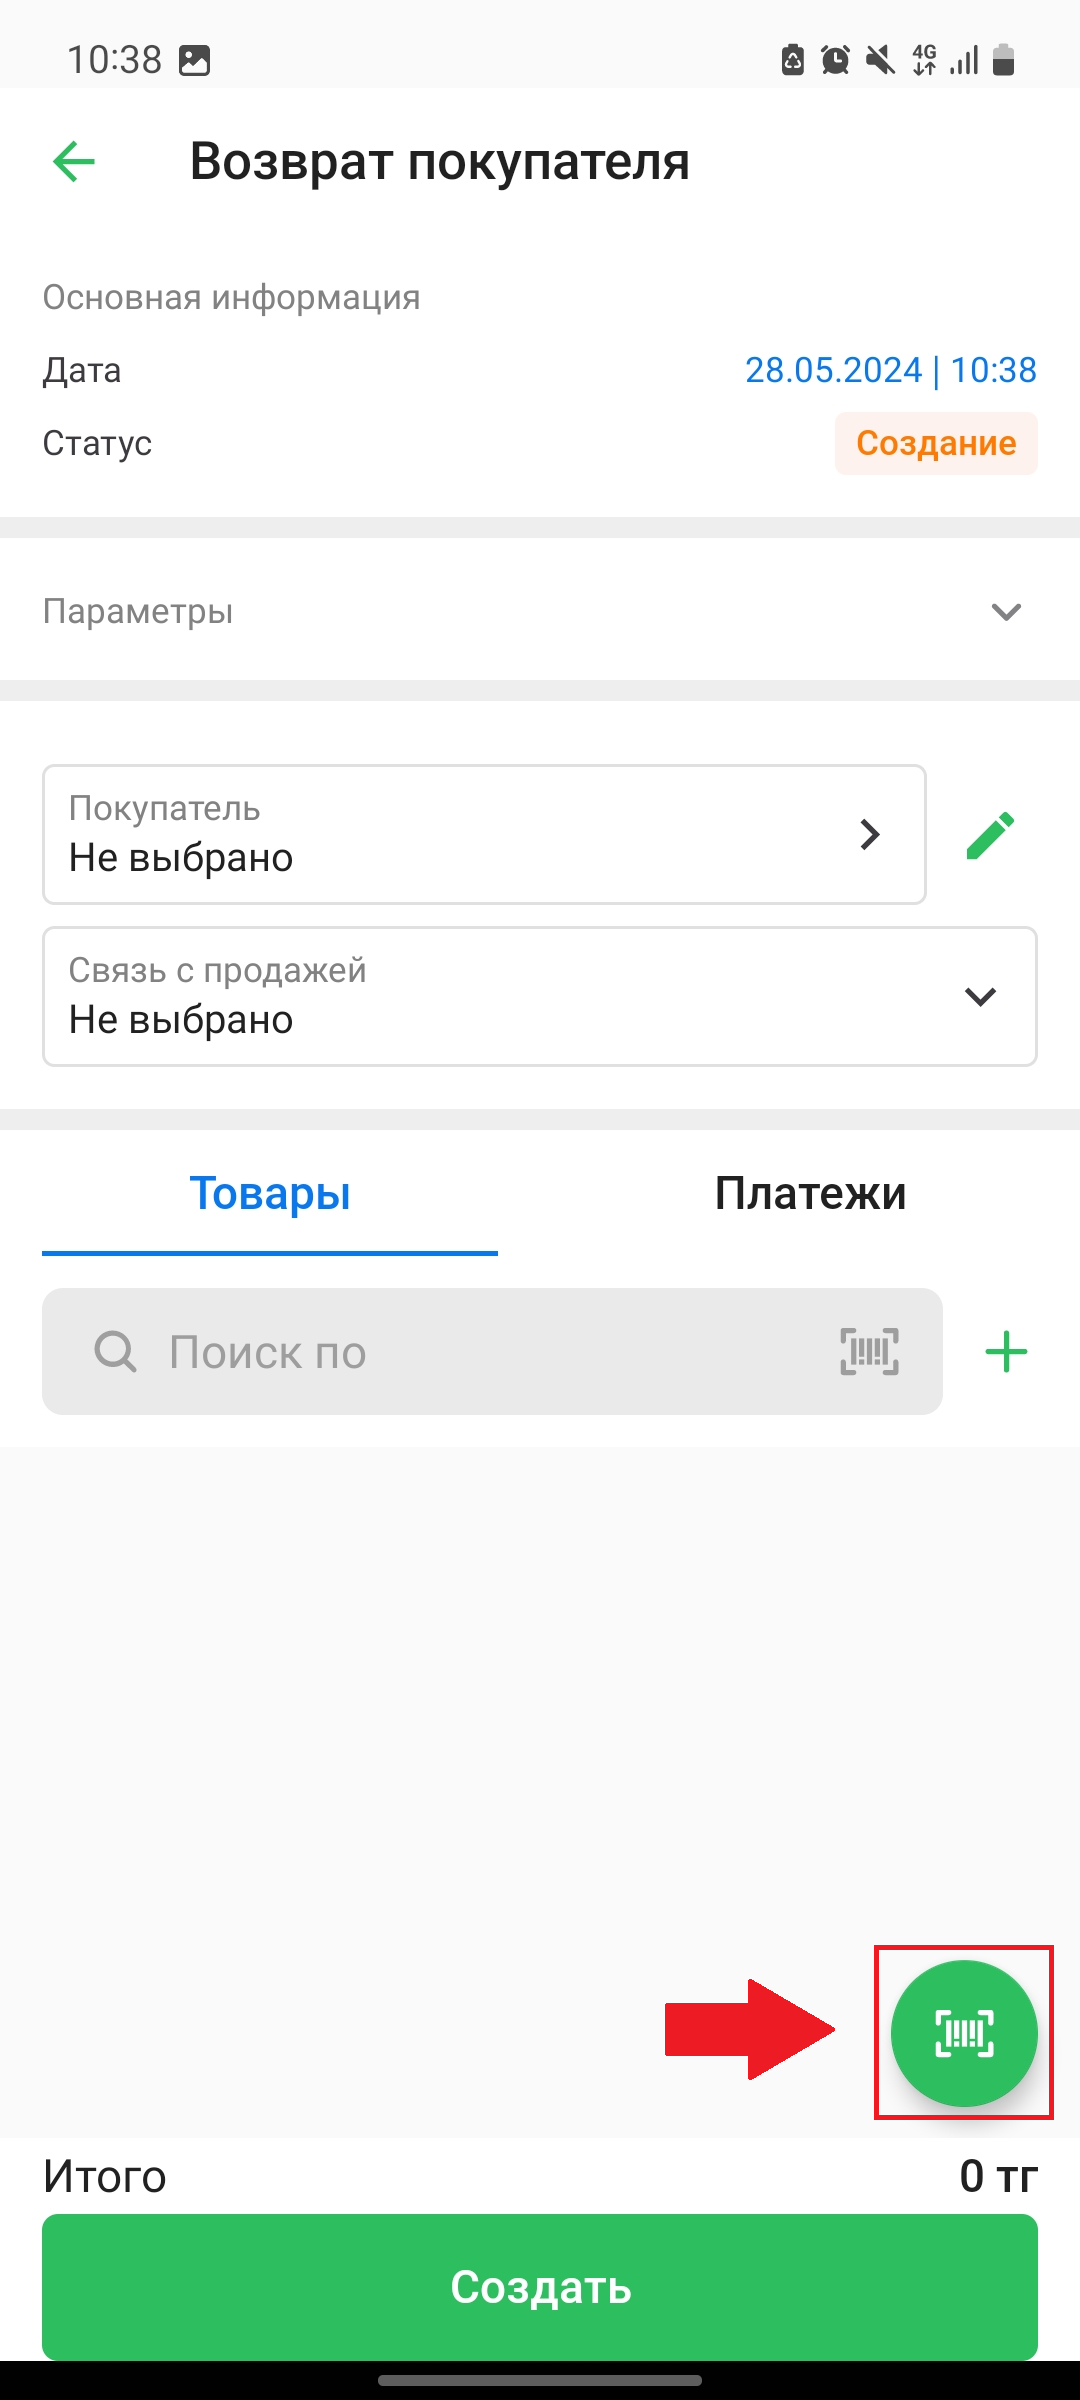 10:38
4G
Возврат покупателя
Основная информация
Дата
28.05.2024 | 10:38
Статус
Создание
Параметры
Покупатель
Не выбрано
Связь с продажей
Не выбрано
Товары
Платежи
Поиск по
Итого
0 тг
Создать